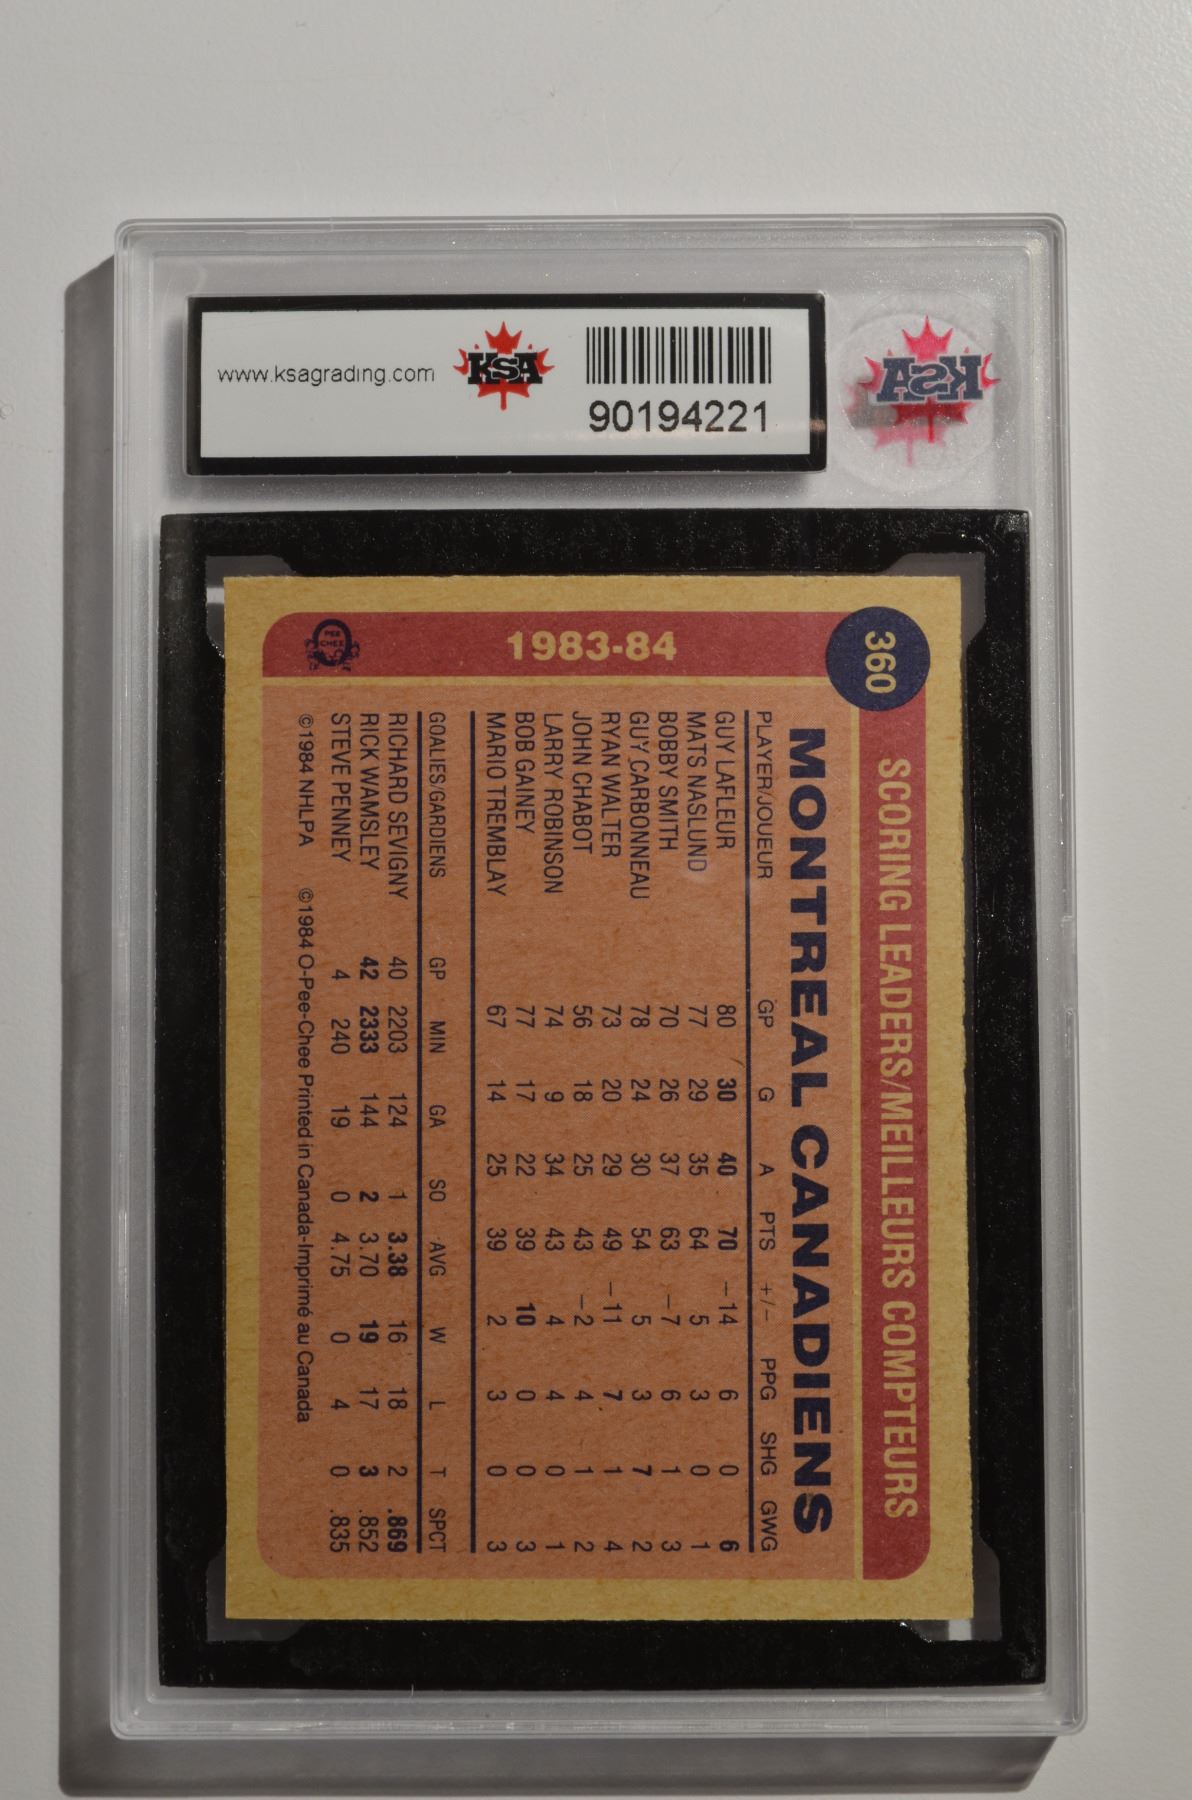 www.ksagrading.com
KSA
90194221
KSA
360
SCORING LEADERS/MEILLEURS COMPTEURS
1983-84
PEE
CHEE
MONTREAL CANADIENS
PLAYER/JOUEUR GP G A PTS +/- PPG SHG GWG
GUY LAFLEUR 80 30 40 70 -14 6 0 6
MATS NASLUND 77 29 35 64 5 3 0 1
BOBBY SMITH 70 26 37 63 -7 6 1 3
GUY CARBONNEAU 78 24 30 54 5 3 7 2
RYAN WALTER 73 20 29 49 -11 7 1 4
JOHN CHABOT 56 18 25 43 -2 4 1 2
LARRY ROBINSON 74 9 34 43 4 4 0 1
BOB GAINEY 77 17 22 39 10 0 0 3
MARIO TREMBLAY 67 14 25 39 2 3 0 3
GOALIES/GARDIENS GP MIN GA SO AVG W L T SPCT
RICHARD SEVIGNY 40 2203 124 1 3.38 16 18 2 .869
RICK WAMSLEY 42 2333 144 2 3.70 19 17 3 .852
STEVE PENNEY 4 240 19 0 4.75 0 4 0 .835
©1984 NHLPA ©1984 O-Pee-Chee Printed in Canada-Imprimé au Canada